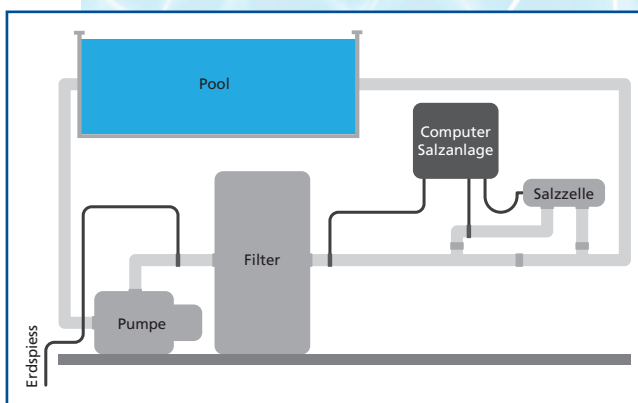 Pool
Computer
Salzanlage
Salzzelle
Filter
Pumpe
Erdspiess